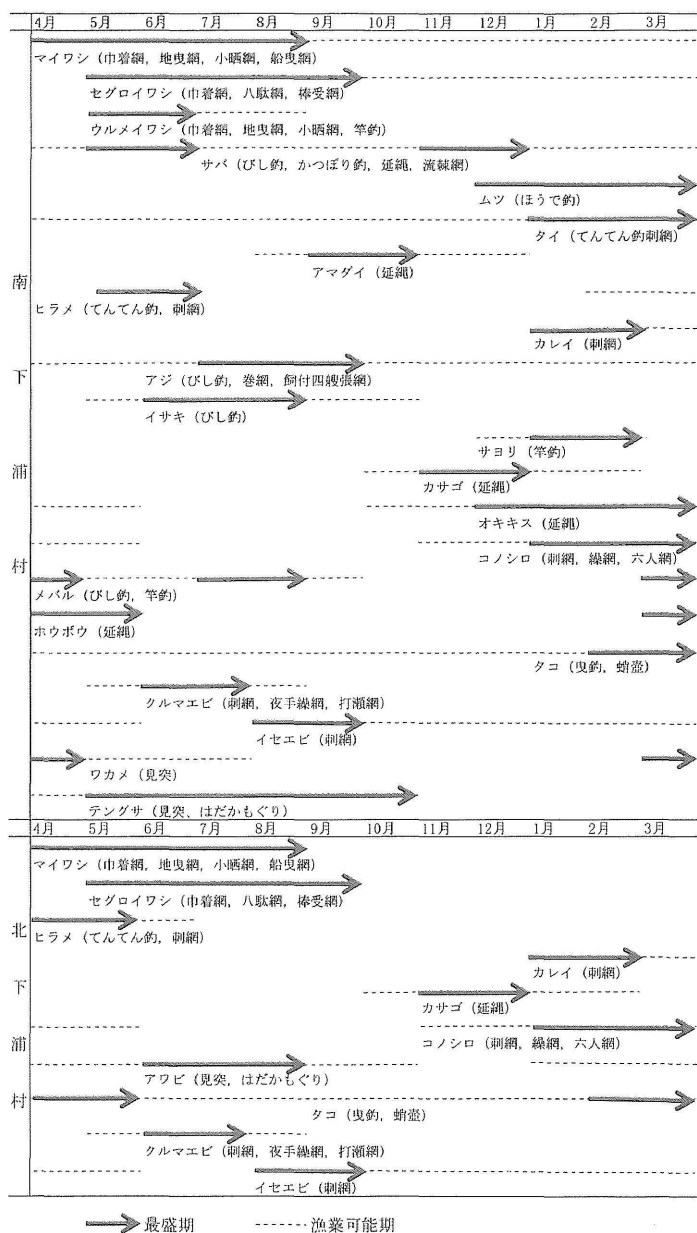 4月 5月 6月 7月 8月 9月 10月 11月 12月 1月 2月 3月
南下浦村
マイワシ（巾着網，地曳網，小晒網，船曳網）
セグロイワシ（巾着網，八駄網，棒受網）
ウルメイワシ（巾着網，地曳網，小晒網，竿釣）
サバ（びし釣，かつぼり釣，延縄，流棘網）
ムツ（ほうで釣）
タイ（てんてん釣刺網）
アマダイ（延縄）
ヒラメ（てんてん釣，刺網）
カレイ（刺網）
アジ（びし釣，巻網，飼付四艘張網）
イサキ（びし釣）
サヨリ（竿釣）
カサゴ（延縄）
オキキス（延縄）
コノシロ（刺網，繰網，六人網）
メバル（びし釣，竿釣）
ホウボウ（延縄）
タコ（曳釣，蛸壺）
クルマエビ（刺網，夜手繰網，打瀬網）
イセエビ（刺網）
ワカメ（見突）
テングサ（見突、はだかもぐり）
4月 5月 6月 7月 8月 9月 10月 11月 12月 1月 2月 3月
北下浦村
マイワシ（巾着網，地曳網，小晒網，船曳網）
セグロイワシ（巾着網，八駄網，棒受網）
ヒラメ（てんてん釣，刺網）
カレイ（刺網）
カサゴ（延縄）
コノシロ（刺網，繰網，六人網）
アワビ（見突，はだかもぐり）
タコ（曳釣，蛸壺）
クルマエビ（刺網，夜手繰網，打瀬網）
イセエビ（刺網）
最盛期 漁業可能期